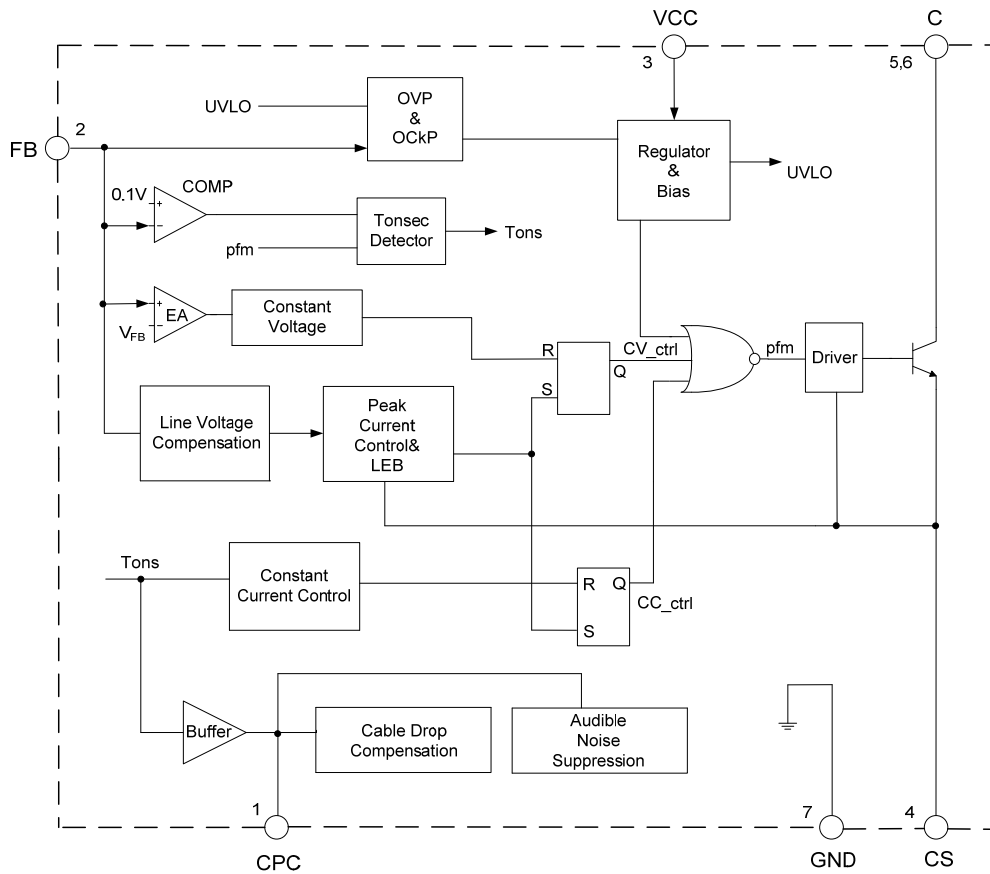 VCC
C
3
5,6
FB
2
UVLO
OVP
&
OCkP
Regulator
&
Bias
UVLO
0.1V
+
−
COMP
pfm
Tonsec
Detector
Tons
+
−
EA
VFB
Constant
Voltage
R
S
Q
CV_ctrl
pfm
Driver
Line Voltage
Compensation
Peak
Current
Control&
LEB
Tons
Constant
Current Control
R
Q
S
CC_ctrl
Buffer
Cable Drop
Compensation
Audible
Noise
Suppression
1
7
4
CPC
GND
CS